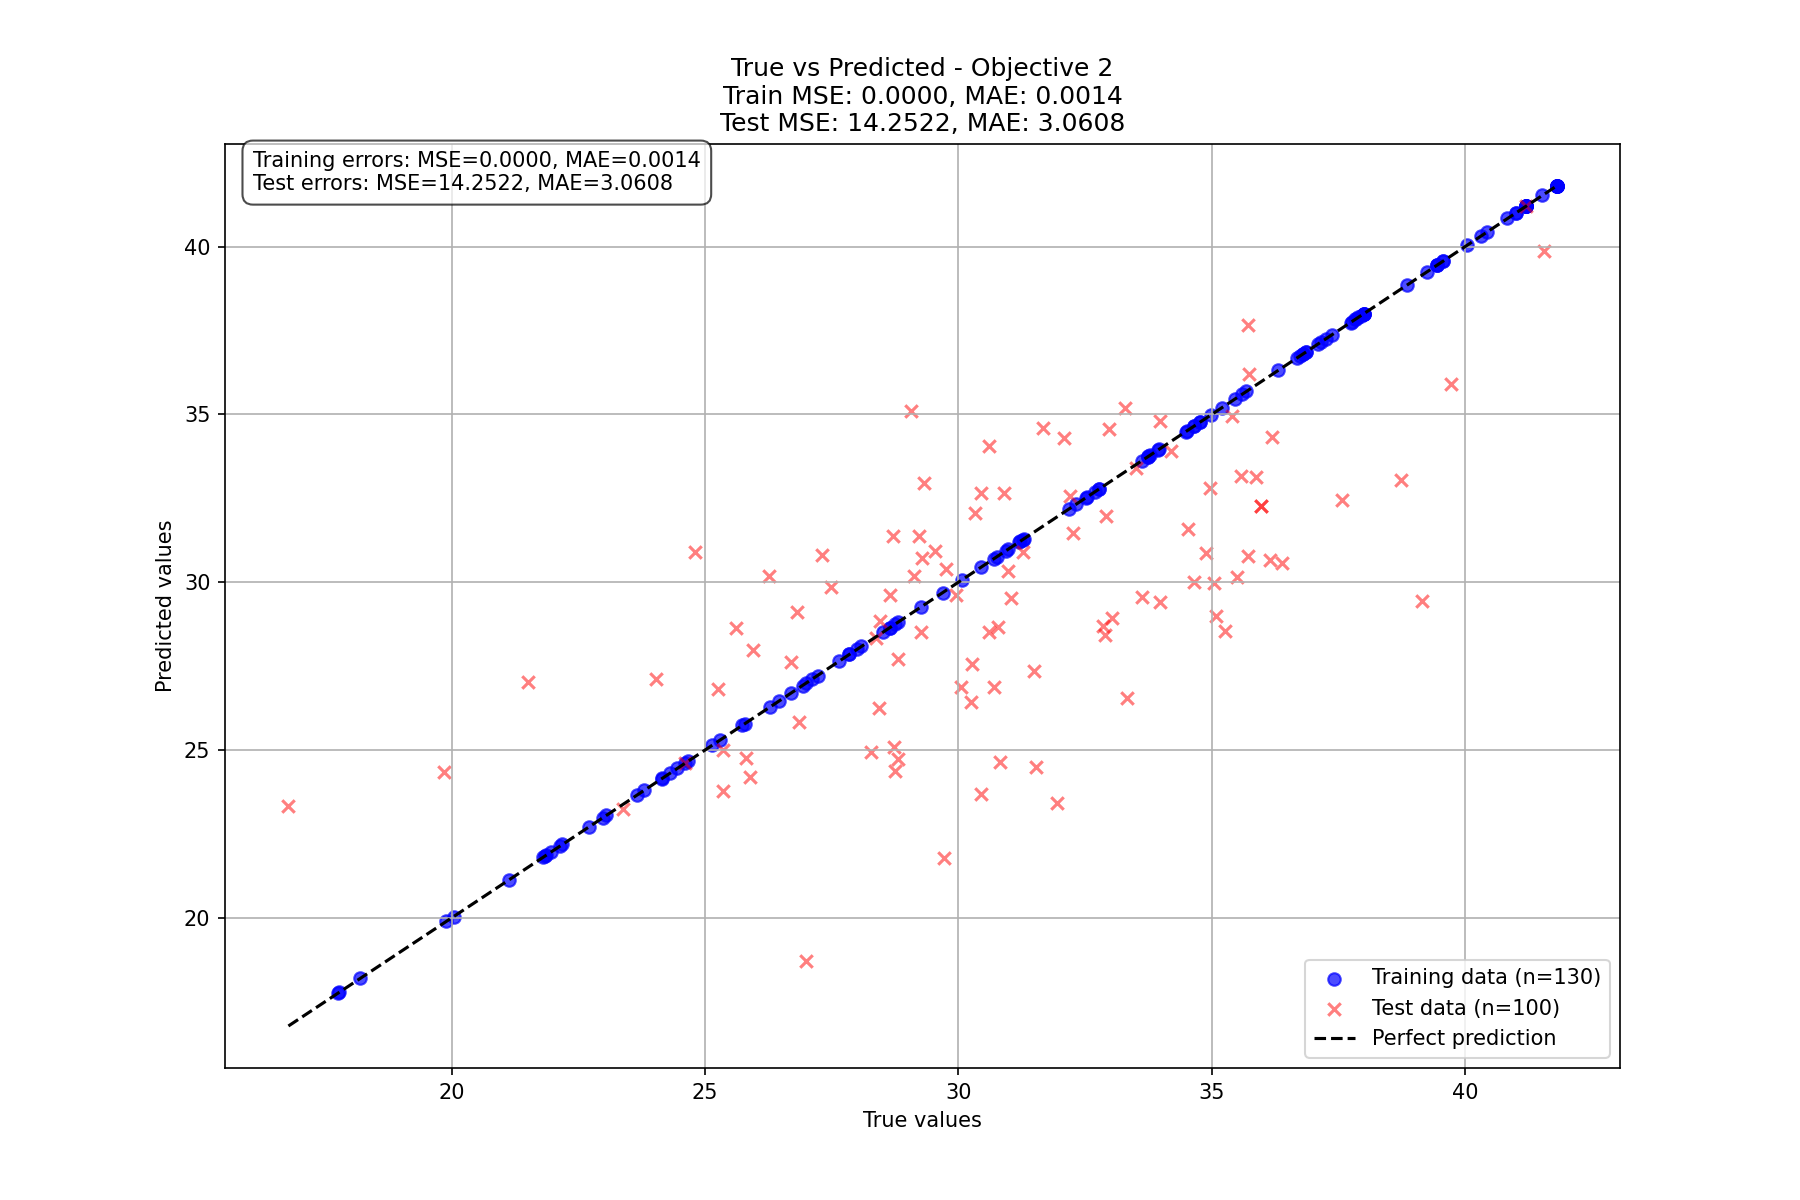 True vs Predicted - Objective 2
Train MSE: 0.0000, MAE: 0.0014
Test MSE: 14.2522, MAE: 3.0608
Training errors: MSE=0.0000, MAE=0.0014
Test errors: MSE=14.2522, MAE=3.0608
40
35
30
25
20
Predicted values
Training data (n=130)
Test data (n=100)
Perfect prediction
20 25 30 35 40
True values